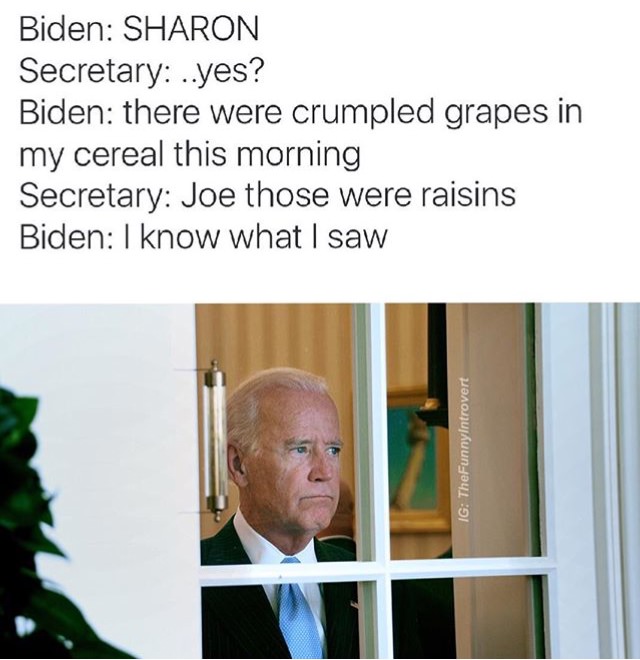 Biden: SHARON
Secretary: ..yes?
Biden: there were crumpled grapes in
my cereal this morning
Secretary: Joe those were raisins
Biden: I know what I saw
IG: TheFunnyIntrovert